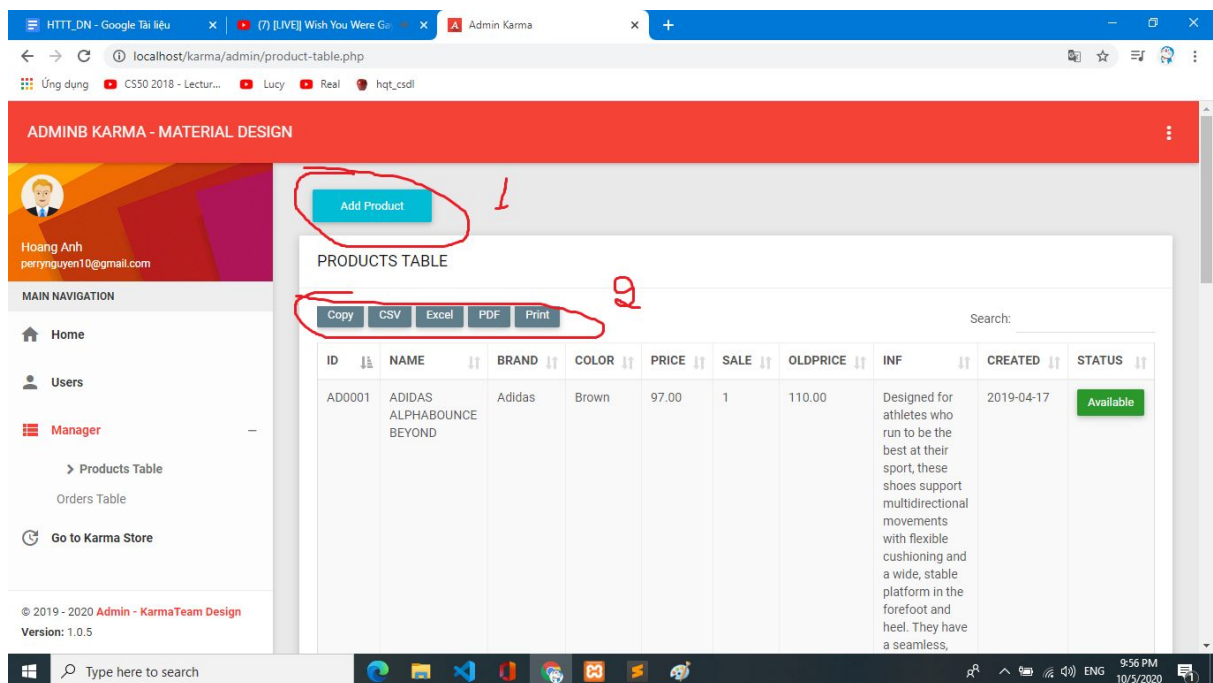 HTTT_DN - Google Tài liệu
(7) [LIVE]| Wish You Were Ga
Admin Karma
localhost/karma/admin/product-table.php
Ứng dụng
CS50 2018 - Lectur...
Lucy
Real
hqt_csdl
ADMINB KARMA - MATERIAL DESIGN
Hoang Anh
perrynguyen10@gmail.com
MAIN NAVIGATION
Home
Users
Manager
Products Table
Orders Table
Go to Karma Store
© 2019 - 2020 Admin - KarmaTeam Design
Version: 1.0.5
Add Product
1
PRODUCTS TABLE
2
Copy CSV Excel PDF Print
Search:
ID NAME BRAND COLOR PRICE SALE OLDPRICE INF CREATED STATUS
AD0001 ADIDAS ALPHABOUNCE BEYOND Adidas Brown 97.00 1 110.00
Designed for
athletes who
run to be the
best at their
sport, these
shoes support
multidirectional
movements
with flexible
cushioning and
a wide, stable
platform in the
forefoot and
heel. They have
a seamless,
2019-04-17
Available
Type here to search
ENG
9:56 PM
10/5/2020